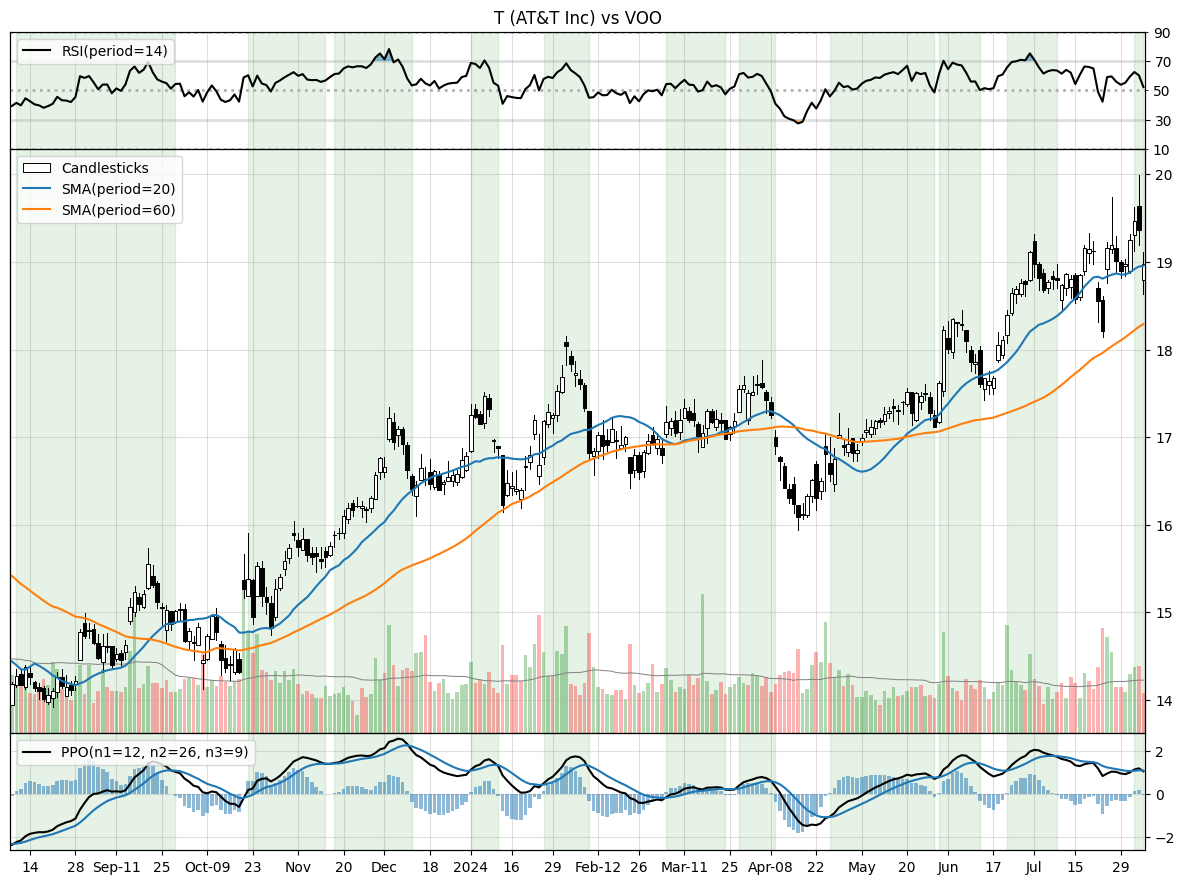 T (AT&T Inc) vs VOO
RSI(period=14)
90
70
50
30
10
Candlesticks
SMA(period=20)
SMA(period=60)
20
19
18
17
16
15
14
PPO(n1=12, n2=26, n3=9)
2
0
−2
14 28 Sep-11 25 Oct-09 23 Nov 20 Dec 18 2024 16 29 Feb-12 26 Mar-11 25 Apr-08 22 May 20 Jun 17 Jul 15 29